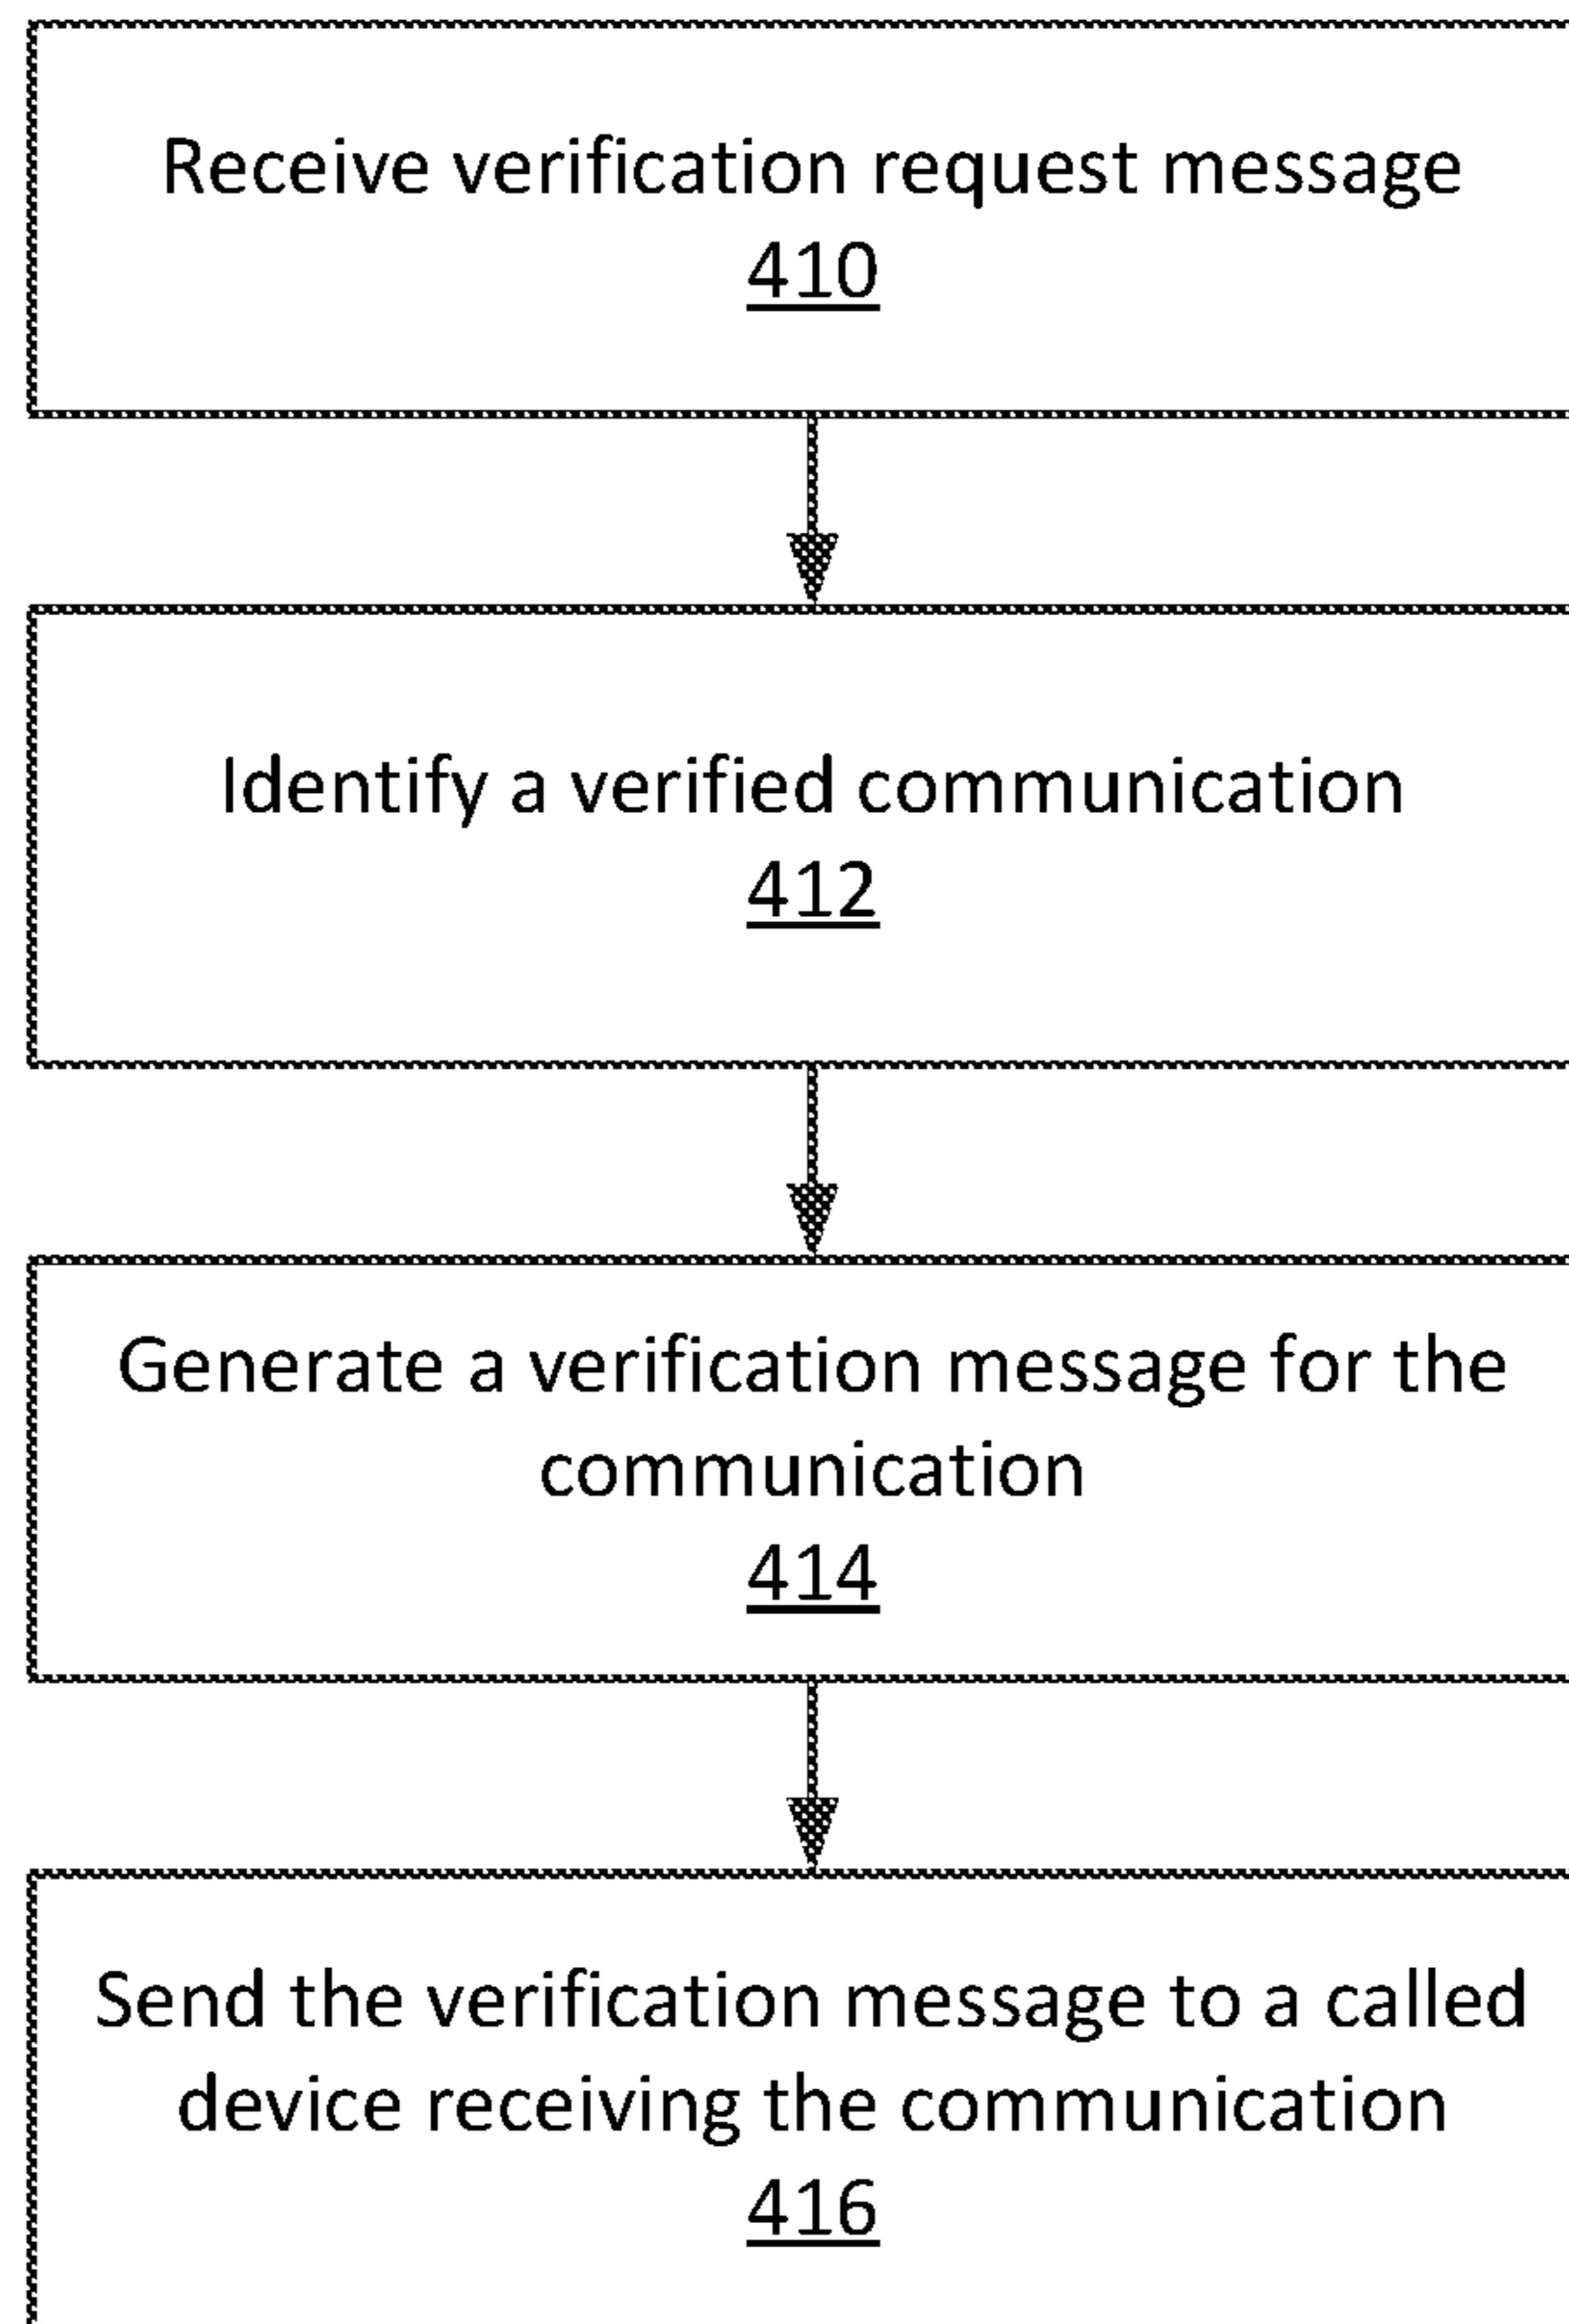 Receive verification request message
410
Identify a verified communication
412
Generate a verification message for the
communication
414
Send the verification message to a called
device receiving the communication
416